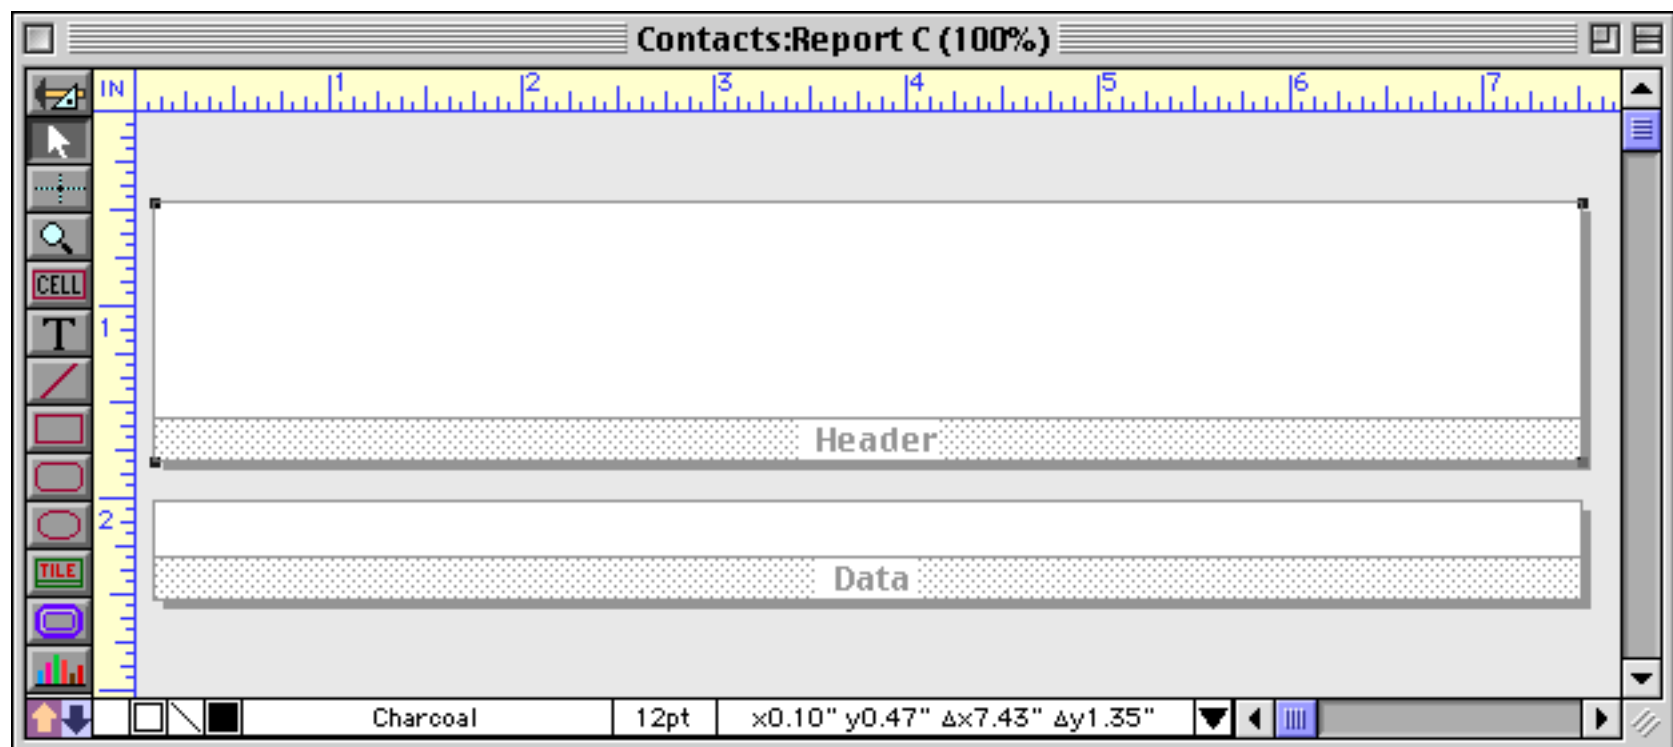 Contacts:Report C (100%)
IN 1 2 3 4 5 6 7
CELL
T
1
Header
2
TILE
Data
Charcoal 12pt x0.10" y0.47" Δx7.43" Δy1.35"